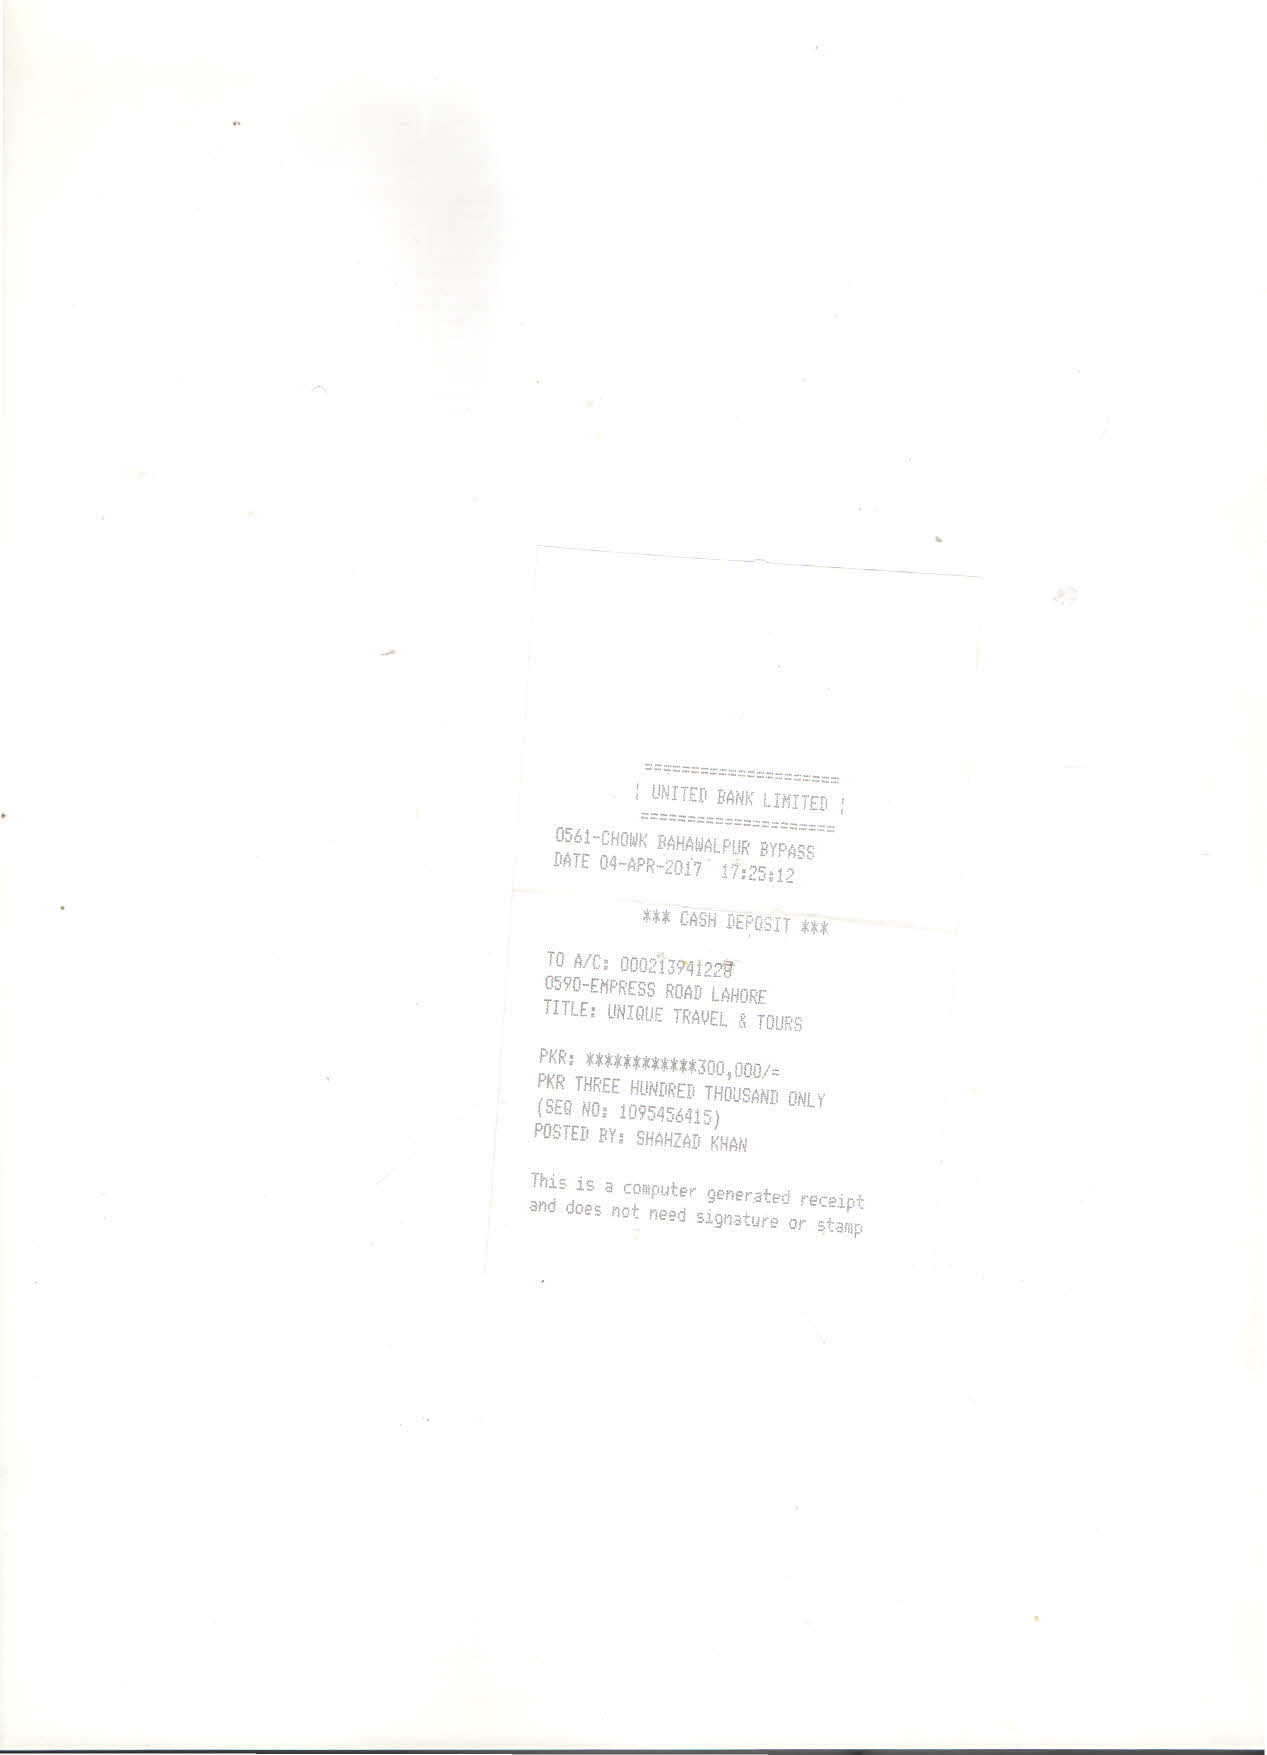 ====================
¦ UNITED BANK LIMITED ¦
====================
0561-CHOWK BAHAWALPUR BYPASS
DATE 04-APR-2017 17:25:12
*** CASH DEPOSIT ***
TO A/C: 000213941228
0590-EMPRESS ROAD LAHORE
TITLE: UNIQUE TRAVEL & TOURS
PKR: ************300,000/=
PKR THREE HUNDRED THOUSAND ONLY
(SEQ NO: 1095456415)
POSTED BY: SHAHZAD KHAN
This is a computer generated receipt
and does not need signature or stamp